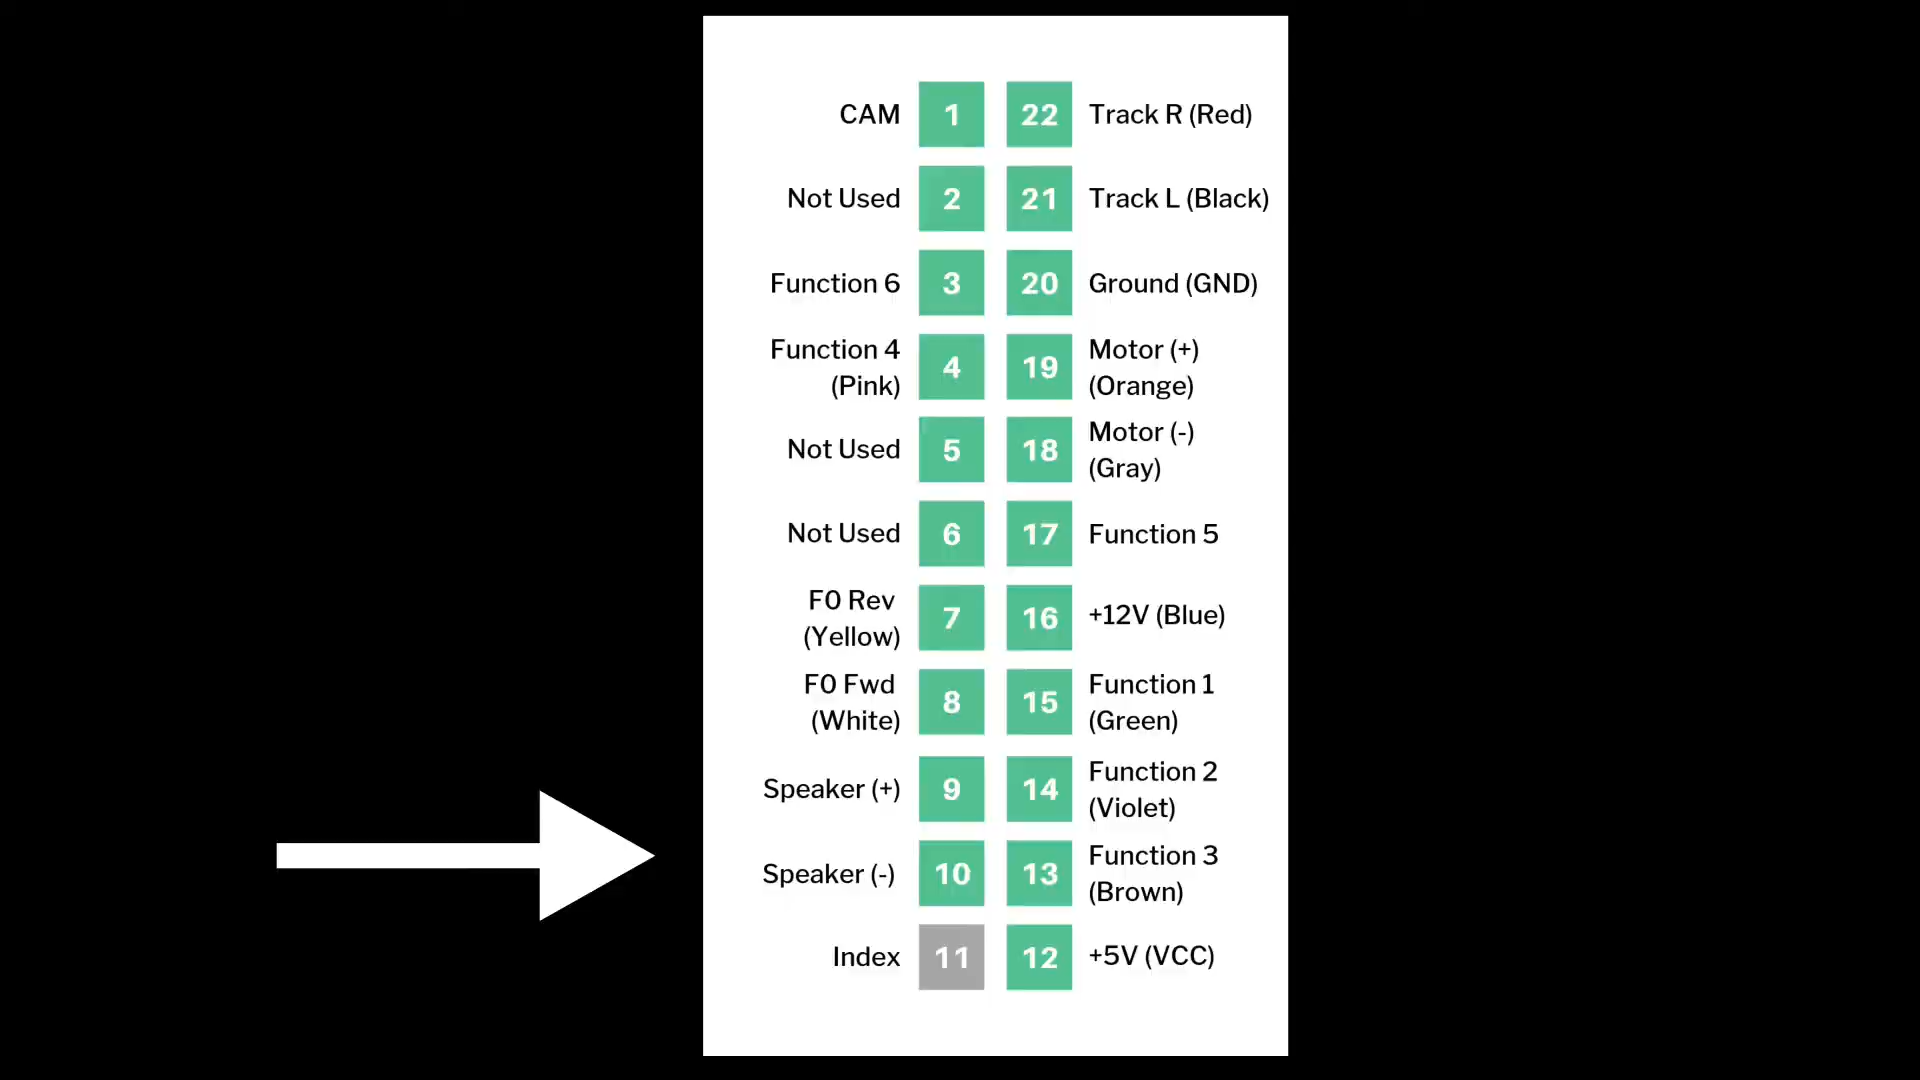 CAM 1 22 Track R (Red)
Not Used 2 21 Track L (Black)
Function 6 3 20 Ground (GND)
Function 4
(Pink)
4 19
Motor (+)
(Orange)
Not Used 5 18
Motor (-)
(Gray)
Not Used 6 17 Function 5
F0 Rev
(Yellow)
7 16 +12V (Blue)
F0 Fwd
(White)
8 15
Function 1
(Green)
Speaker (+) 9 14
Function 2
(Violet)
Speaker (-) 10 13
Function 3
(Brown)
Index 11 12 +5V (VCC)